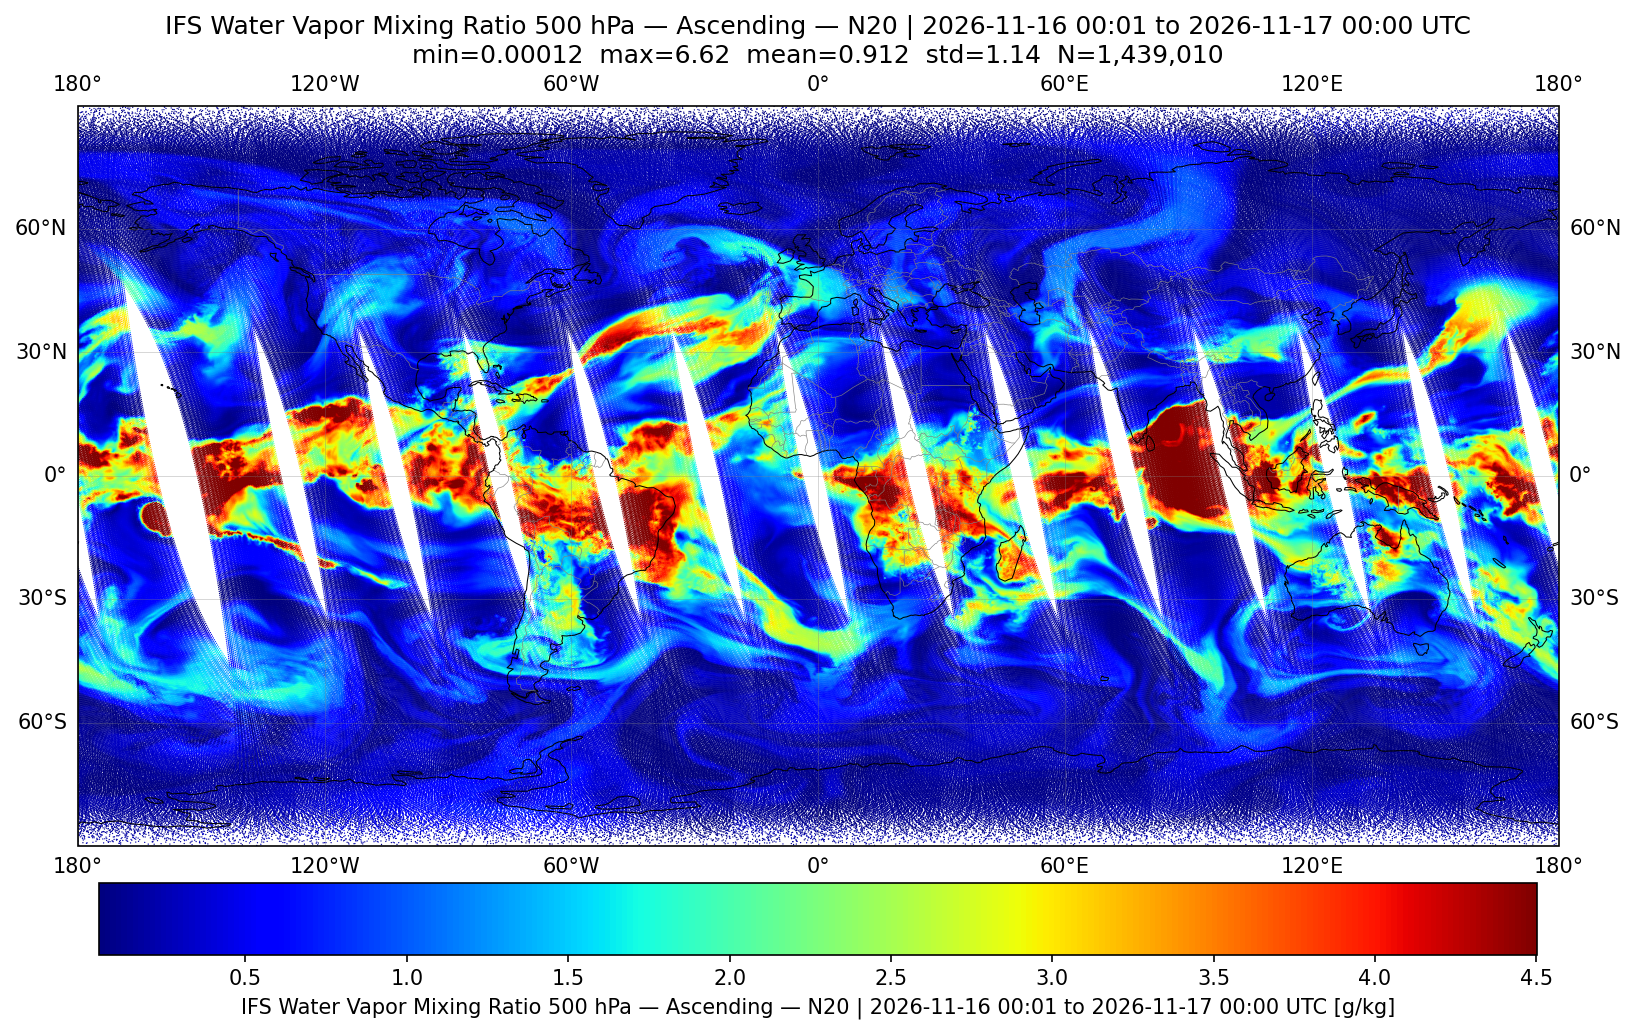 IFS Water Vapor Mixing Ratio 500 hPa — Ascending — N20 | 2026-11-16 00:01 to 2026-11-17 00:00 UTC
min=0.00012 max=6.62 mean=0.912 std=1.14 N=1,439,010
180° 120°W 60°W 0° 60°E 120°E 180°
60°N 60°N
30°N 30°N
0° 0°
30°S 30°S
60°S 60°S
180° 120°W 60°W 0° 60°E 120°E 180°
0.5 1.0 1.5 2.0 2.5 3.0 3.5 4.0 4.5
IFS Water Vapor Mixing Ratio 500 hPa — Ascending — N20 | 2026-11-16 00:01 to 2026-11-17 00:00 UTC [g/kg]